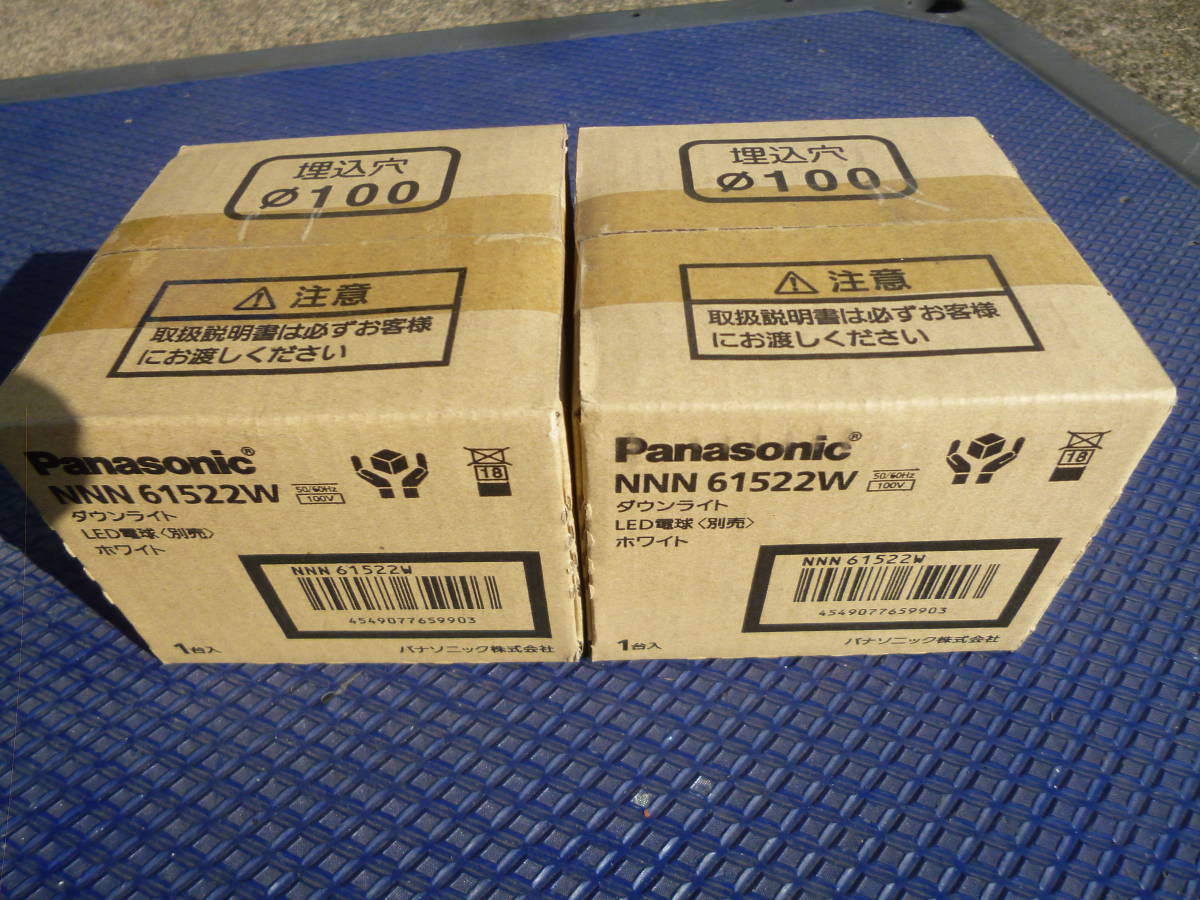 埋込穴
⌀100
⚠ 注意
取扱説明書は必ずお客様
にお渡しください
Panasonic®
NNN 61522W
50/60Hz
100V
18
ダウンライト
LED電球〈別売〉
ホワイト
NNN 61522W
4549077659903
1台入
パナソニック株式会社
埋込穴
⌀100
⚠ 注意
取扱説明書は必ずお客様
にお渡しください
Panasonic®
NNN 61522W
50/60Hz
100V
18
ダウンライト
LED電球〈別売〉
ホワイト
NNN 61522W
4549077659903
1台入
パナソニック株式会社